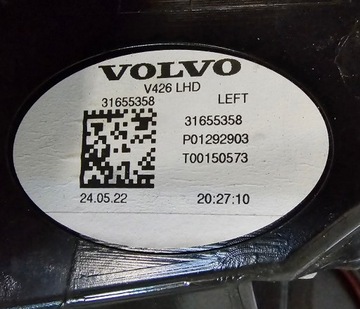 VOLVO
V426 LHD
31655358 LEFT
31655358
P01292903
T00150573
24.05.22 20:27:10